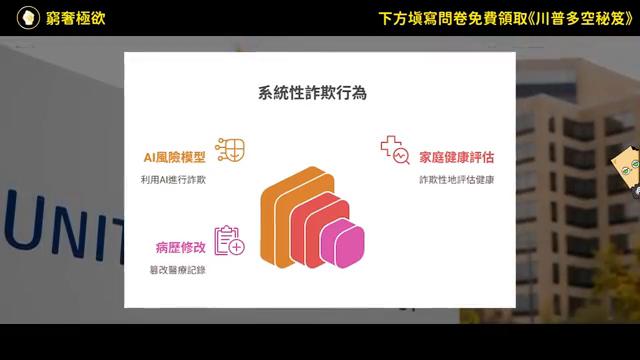 窮奢極欲
下方填寫問卷免費領取《川普多空秘笈》
系統性詐欺行為
AI風險模型
利用AI進行詐欺
家庭健康評估
詐欺性地評估健康
病歷修改
篡改醫療記錄
UNIT